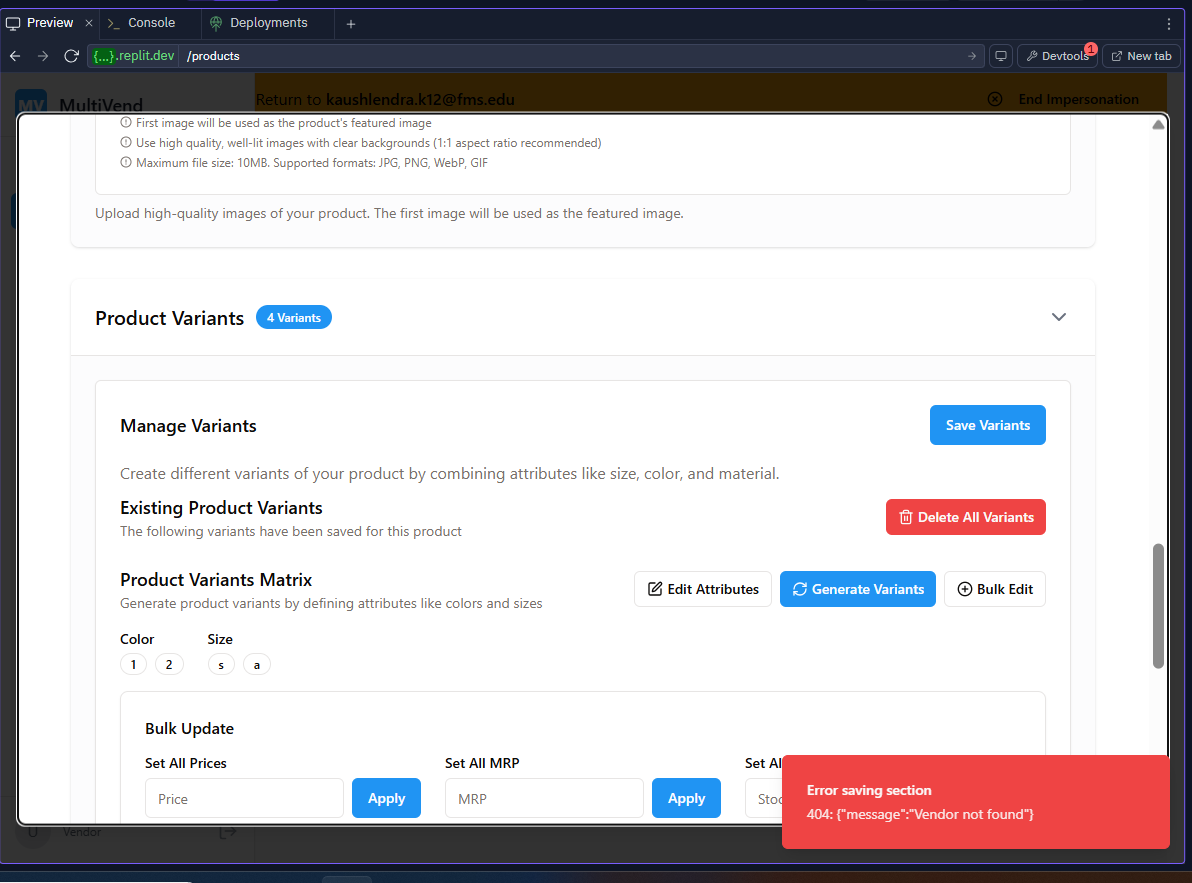 Preview
Console
Deployments
{...}.replit.dev /products
Devtools 1
New tab
MV MultiVend
Return to kaushlendra.k12@fms.edu
End Impersonation
First image will be used as the product's featured image
Use high quality, well-lit images with clear backgrounds (1:1 aspect ratio recommended)
Maximum file size: 10MB. Supported formats: JPG, PNG, WebP, GIF
Upload high-quality images of your product. The first image will be used as the featured image.
Product Variants 4 Variants
Manage Variants
Save Variants
Create different variants of your product by combining attributes like size, color, and material.
Existing Product Variants
The following variants have been saved for this product
Delete All Variants
Product Variants Matrix
Generate product variants by defining attributes like colors and sizes
Edit Attributes
Generate Variants
Bulk Edit
Color Size
1 2 s a
Bulk Update
Set All Prices Set All MRP Set Al
Price Apply MRP Apply Stoc
Error saving section
404: {"message":"Vendor not found"}
U Vendor